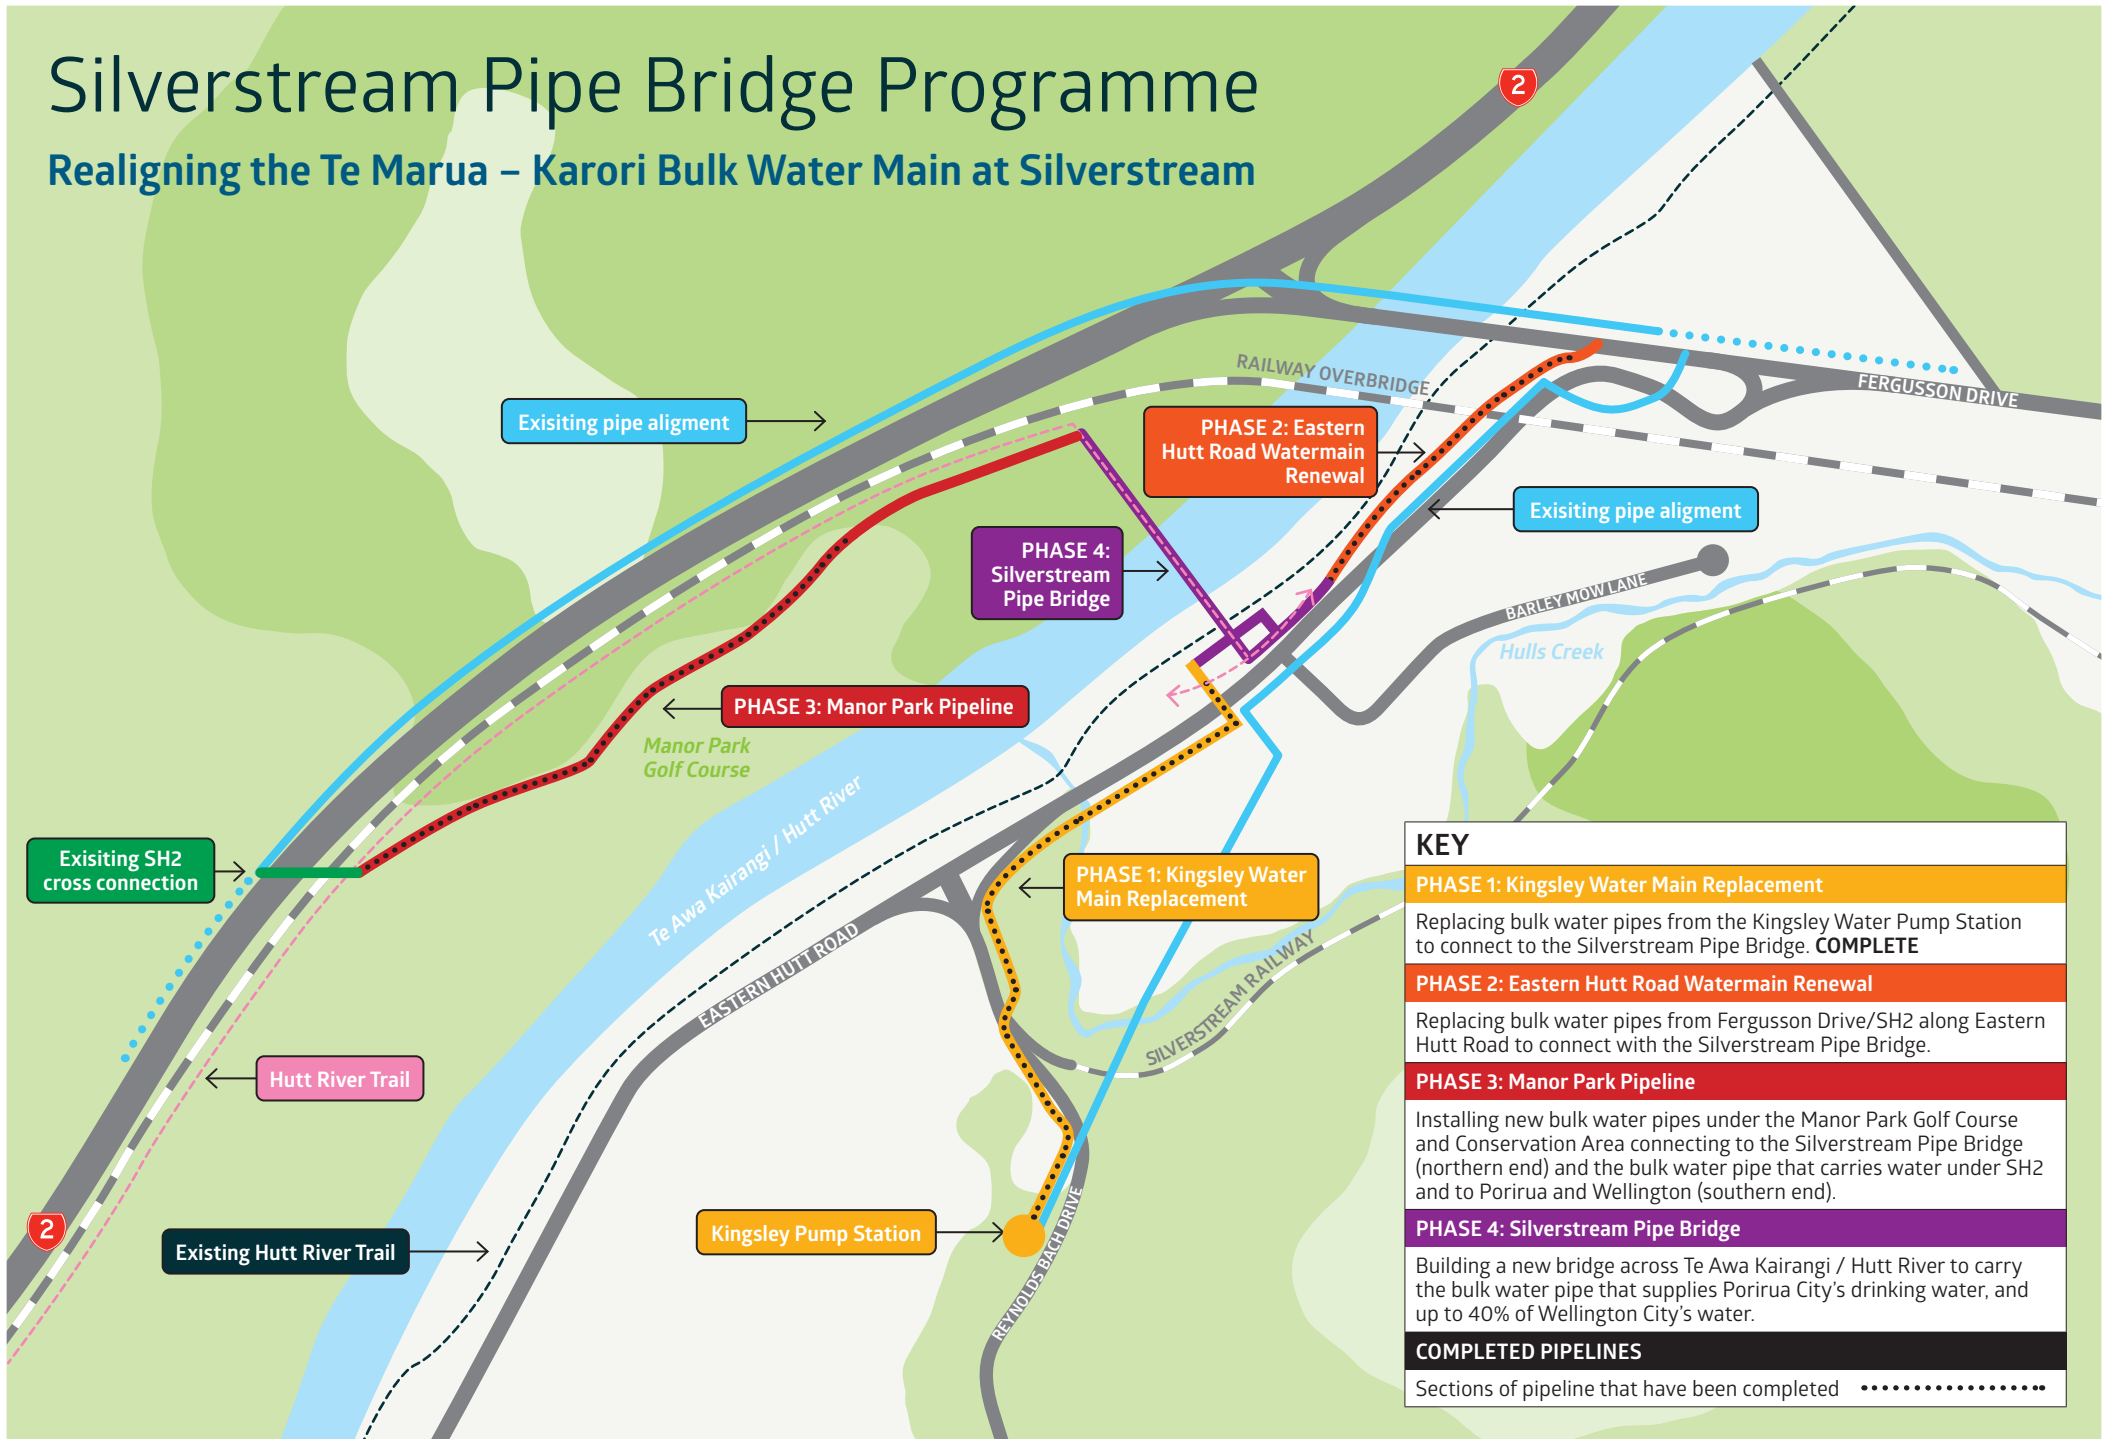 Silverstream Pipe Bridge Programme
Realigning the Te Marua – Karori Bulk Water Main at Silverstream
2
RAILWAY OVERBRIDGE
FERGUSSON DRIVE
Exisiting pipe aligment
PHASE 2: Eastern
Hutt Road Watermain
Renewal
Exisiting pipe aligment
PHASE 4:
Silverstream
Pipe Bridge
BARLEY MOW LANE
Hulls Creek
PHASE 3: Manor Park Pipeline
Manor Park
Golf Course
Te Awa Kairangi / Hutt River
Exisiting SH2
cross connection
PHASE 1: Kingsley Water
Main Replacement
EASTERN HUTT ROAD
SILVERSTREAM RAILWAY
Hutt River Trail
2
Existing Hutt River Trail
Kingsley Pump Station
REYNOLDS BACH DRIVE
KEY
PHASE 1: Kingsley Water Main Replacement
Replacing bulk water pipes from the Kingsley Water Pump Station
to connect to the Silverstream Pipe Bridge. COMPLETE
PHASE 2: Eastern Hutt Road Watermain Renewal
Replacing bulk water pipes from Fergusson Drive/SH2 along Eastern
Hutt Road to connect with the Silverstream Pipe Bridge.
PHASE 3: Manor Park Pipeline
Installing new bulk water pipes under the Manor Park Golf Course
and Conservation Area connecting to the Silverstream Pipe Bridge
(northern end) and the bulk water pipe that carries water under SH2
and to Porirua and Wellington (southern end).
PHASE 4: Silverstream Pipe Bridge
Building a new bridge across Te Awa Kairangi / Hutt River to carry
the bulk water pipe that supplies Porirua City’s drinking water, and
up to 40% of Wellington City’s water.
COMPLETED PIPELINES
Sections of pipeline that have been completed